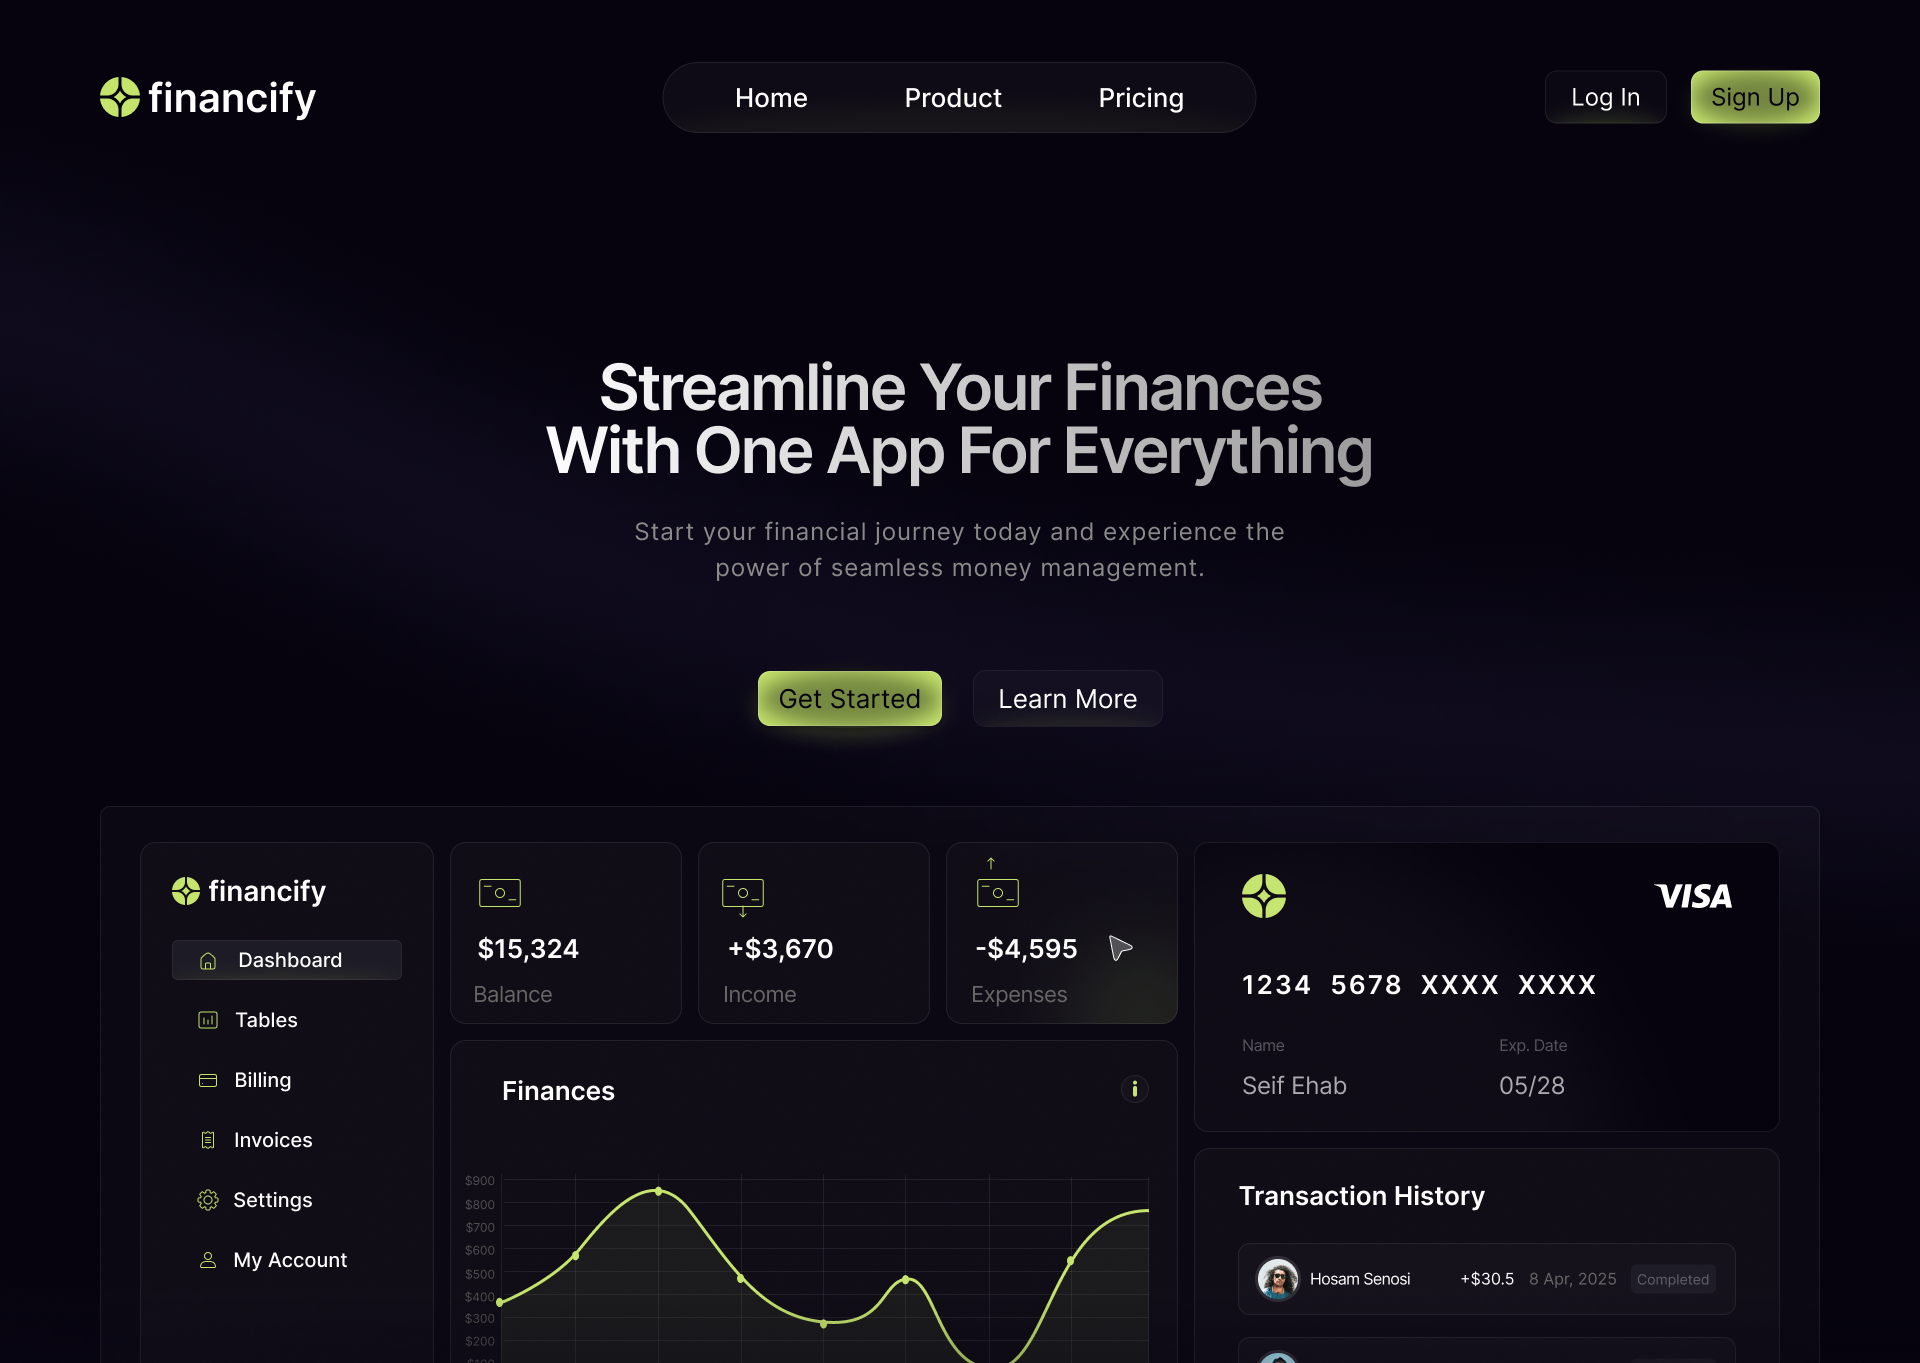 financify
Home
Product
Pricing
Log In
Sign Up
Streamline Your Finances
With One App For Everything
Start your financial journey today and experience the
power of seamless money management.
Get Started
Learn More
financify
Dashboard
Tables
Billing
Invoices
Settings
My Account
$15,324
Balance
+$3,670
Income
-$4,595
Expenses
Finances
$900
$800
$700
$600
$500
$400
$300
$200
VISA
1234 5678 XXXX XXXX
Name
Exp. Date
Seif Ehab
05/28
Transaction History
Hosam Senosi
+$30.5
8 Apr, 2025
Completed